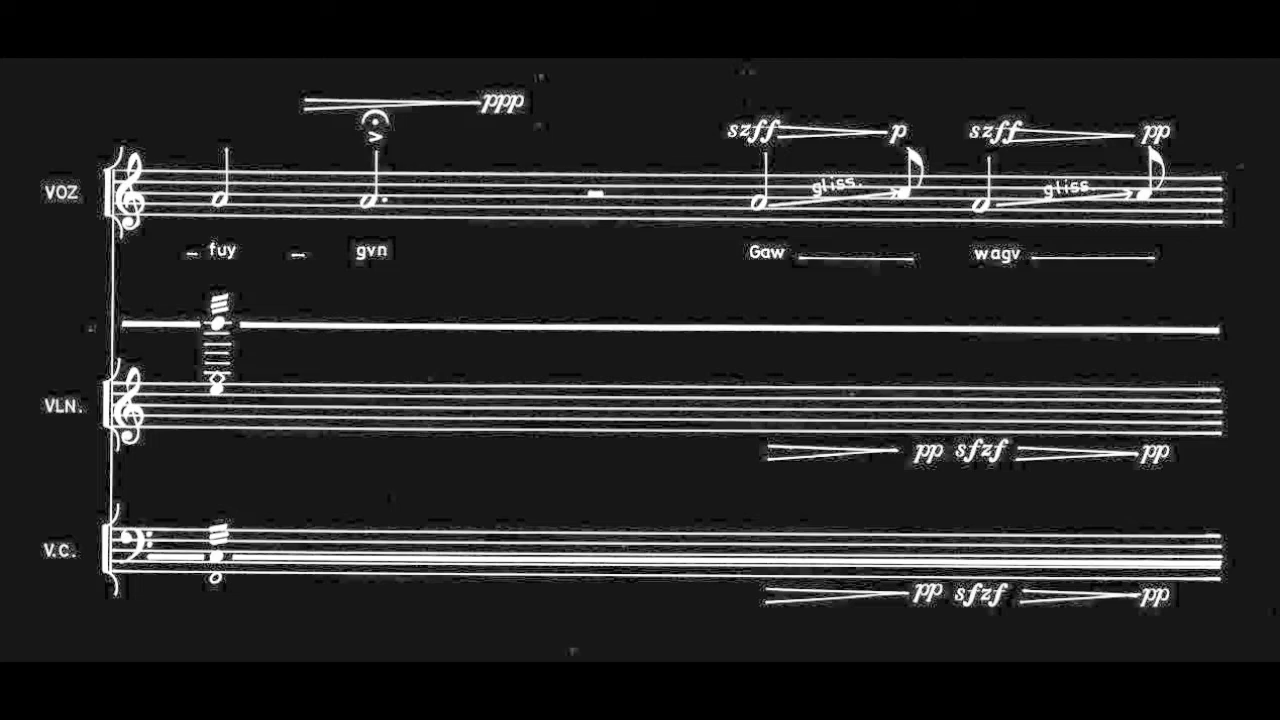 ppp
szff p szff pp
VOZ
gliss. gliss.
– fuy – gvn Gaw wagv
VLN.
pp sfzf pp
V.C.
pp sfzf pp